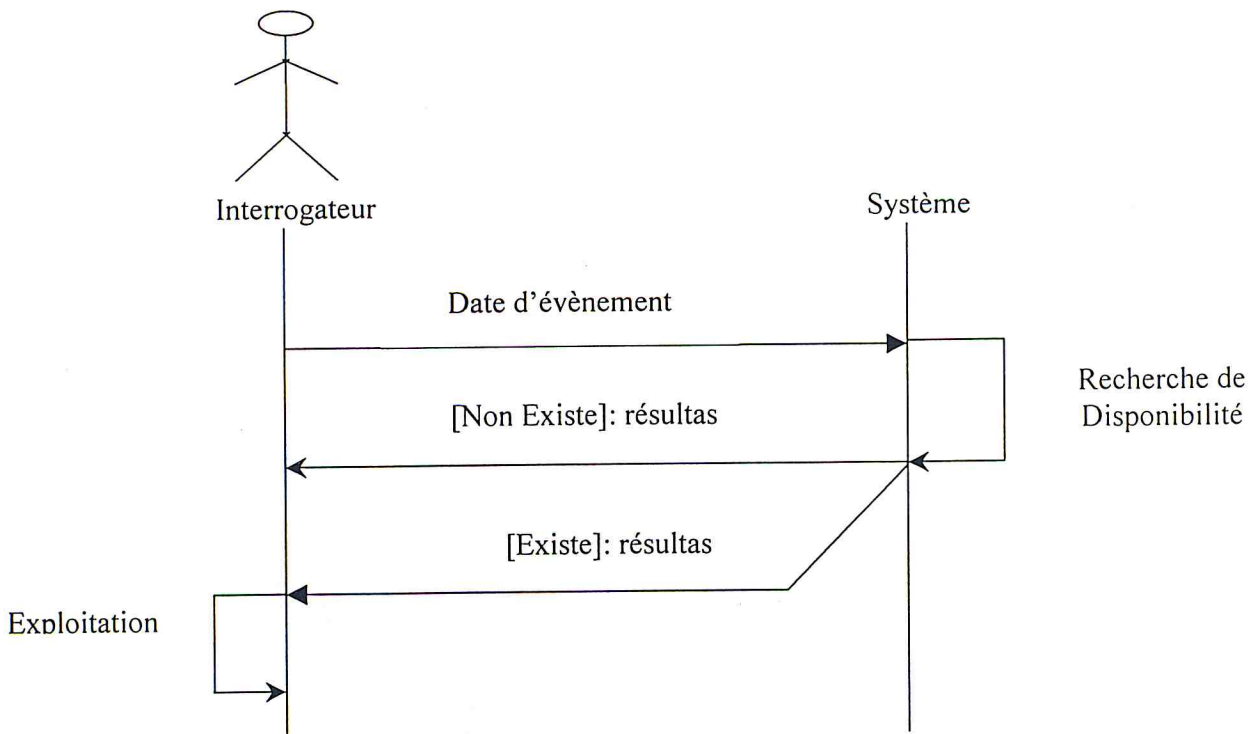 Interrogateur
Système
Date d'évènement
Recherche de
Disponibilité
[Non Existe]: résultas
[Existe]: résultas
Exploitation